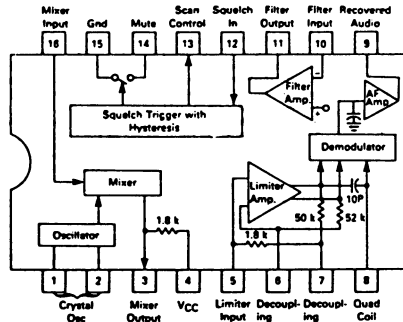 Mixer Input
Gnd
Mute
Scan Control
Squelch In
Filter Output
Filter Input
Recovered Audio
16
15
14
13
12
11
10
9
Filter Amp.
−
+
AF Amp
Squelch Trigger with Hysteresis
Demodulator
Mixer
Limiter Amp.
10P
1.8 k
50 k
52 k
Oscillator
1.8 k
1
2
3
4
5
6
7
8
Crystal Osc
Mixer Output
VCC
Limiter Input
Decoupling
Decoupling
Quad Coil